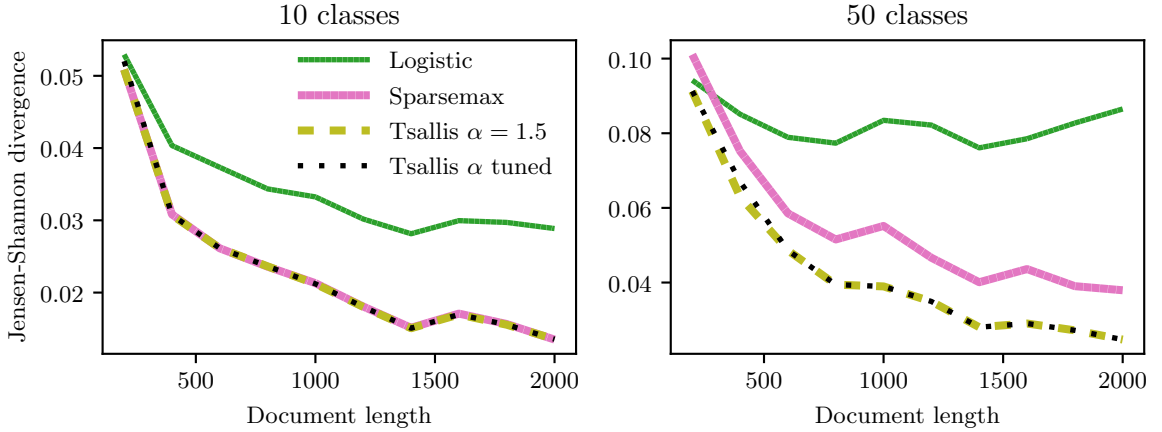 10 classes
50 classes
Jensen-Shannon divergence
0.05
0.04
0.03
0.02
Logistic
Sparsemax
Tsallis α = 1.5
Tsallis α tuned
500
1000
1500
2000
Document length
0.10
0.08
0.06
0.04
500
1000
1500
2000
Document length